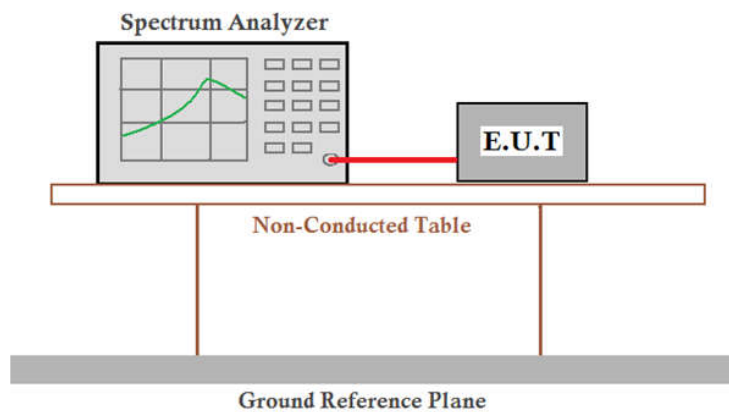 Spectrum Analyzer
E.U.T
Non-Conducted Table
Ground Reference Plane